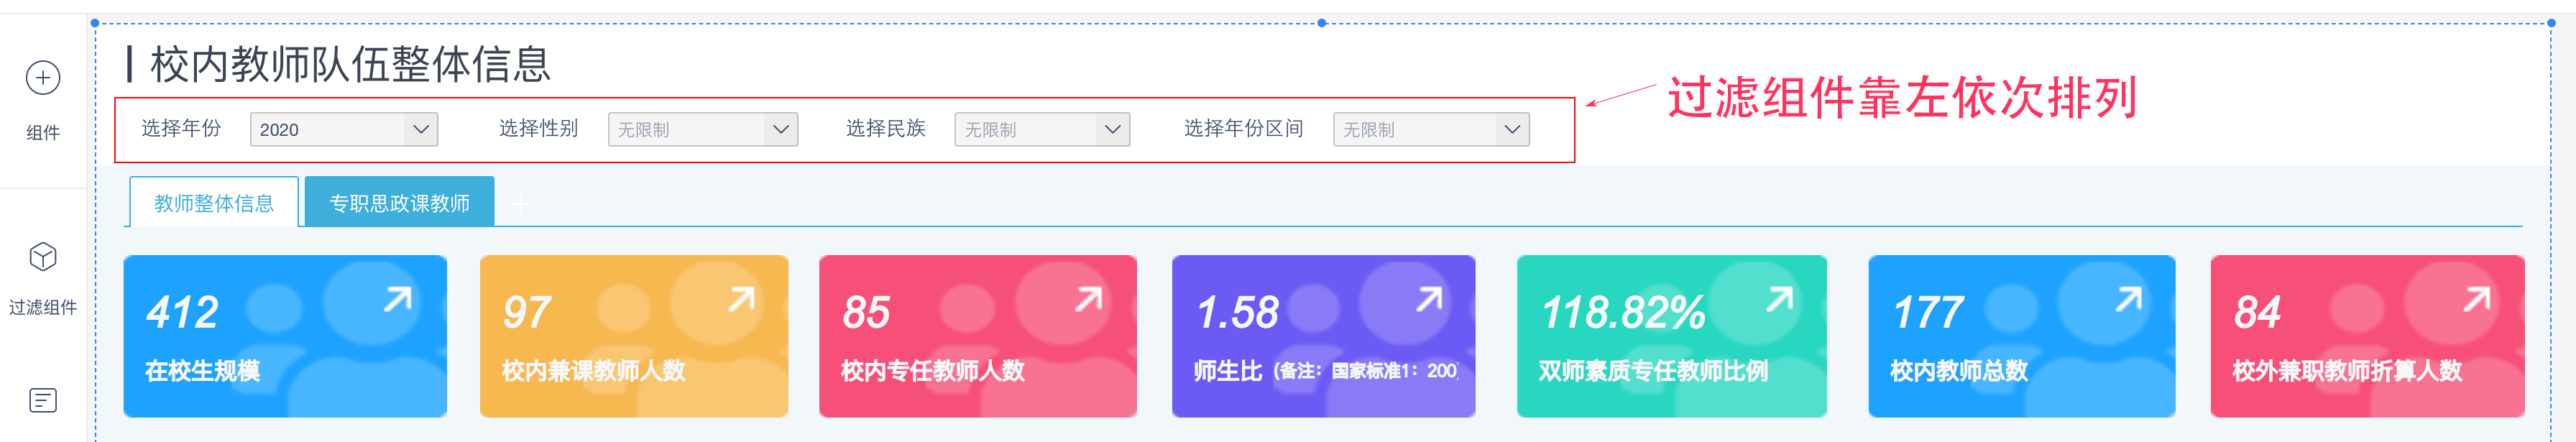 校内教师队伍整体信息
过滤组件靠左依次排列
组件
选择年份 2020 选择性别 无限制 选择民族 无限制 选择年份区间 无限制
教师整体信息 专职思政课教师 +
过滤组件
412 97 85 1.58 118.82% 177 84
在校生规模 校内兼课教师人数 校内专任教师人数 师生比（备注：国家标准1：200 双师素质专任教师比例 校内教师总数 校外兼职教师折算人数